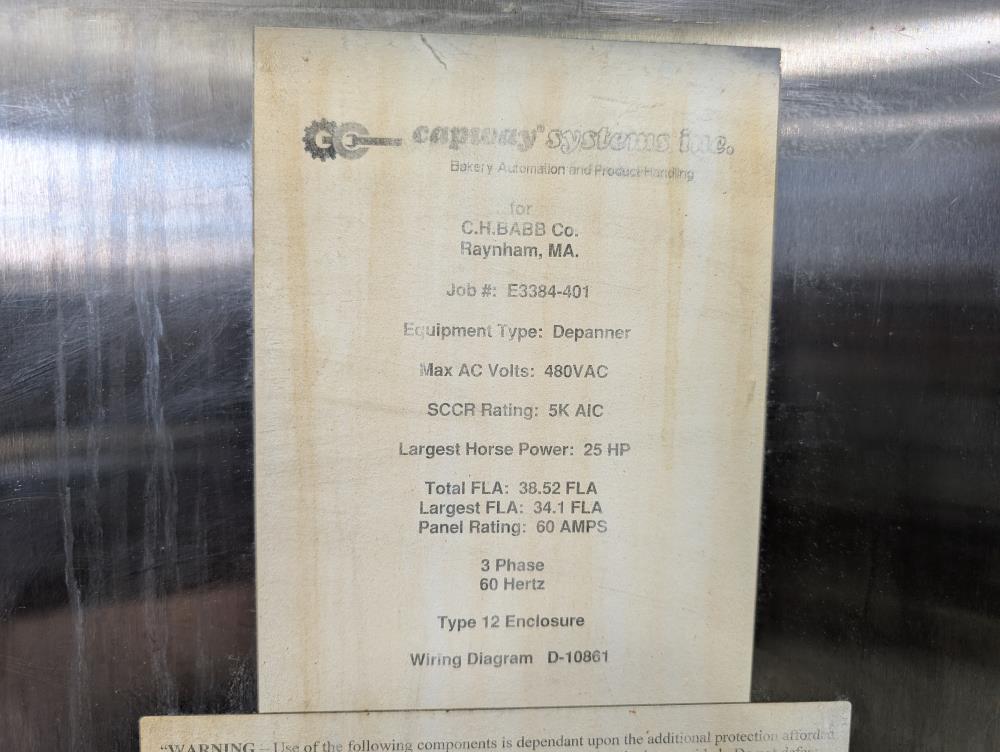 GC capway® systems inc.
Bakery Automation and Product Handling
for
C.H.BABB Co.
Raynham, MA.
Job #: E3384-401
Equipment Type: Depanner
Max AC Volts: 480VAC
SCCR Rating: 5K AIC
Largest Horse Power: 25 HP
Total FLA: 38.52 FLA
Largest FLA: 34.1 FLA
Panel Rating: 60 AMPS
3 Phase
60 Hertz
Type 12 Enclosure
Wiring Diagram D-10861
"WARNING – Use of the following components is dependant upon the additional protection afforded